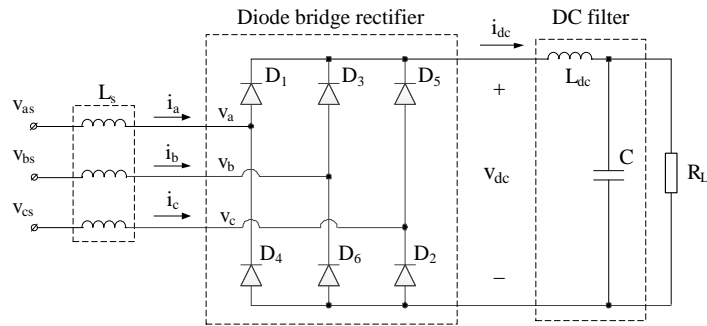 Diode bridge rectifier
DC filter
i_dc
D_1
D_3
D_5
L_dc
L_s
v_as
i_a
v_a
+
v_bs
i_b
v_b
v_dc
C
R_L
v_cs
i_c
v_c
D_4
D_6
D_2
−